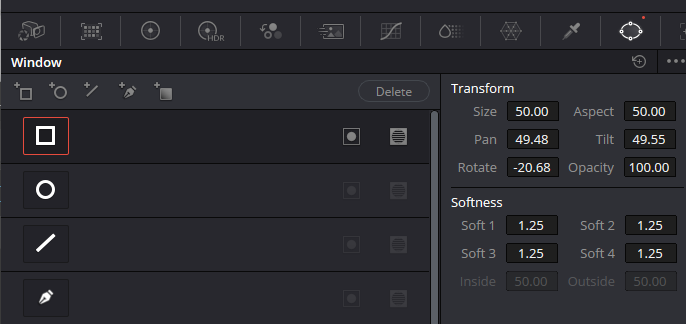 HDR
Window
Delete
Transform
Size 50.00 Aspect 50.00
Pan 49.48 Tilt 49.55
Rotate -20.68 Opacity 100.00
Softness
Soft 1 1.25 Soft 2 1.25
Soft 3 1.25 Soft 4 1.25
Inside 50.00 Outside 50.00